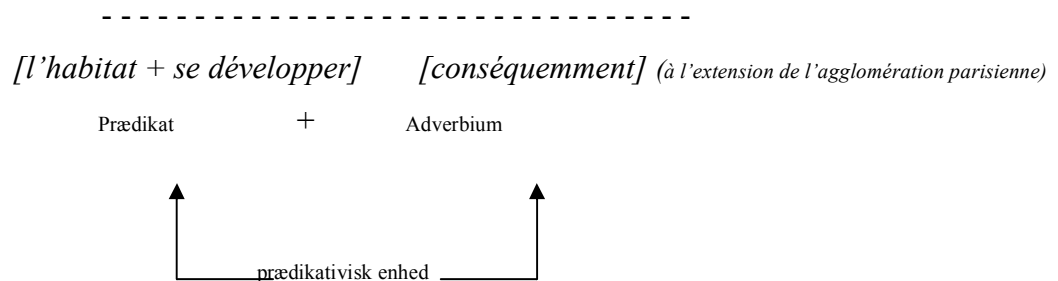 - - - - - - - - - - - - - - - - - - - - - - - - - - - - - - - -
[l’habitat + se développer] [conséquemment] (à l’extension de l’agglomération parisienne)
Prædikat + Adverbium
prædikativisk enhed